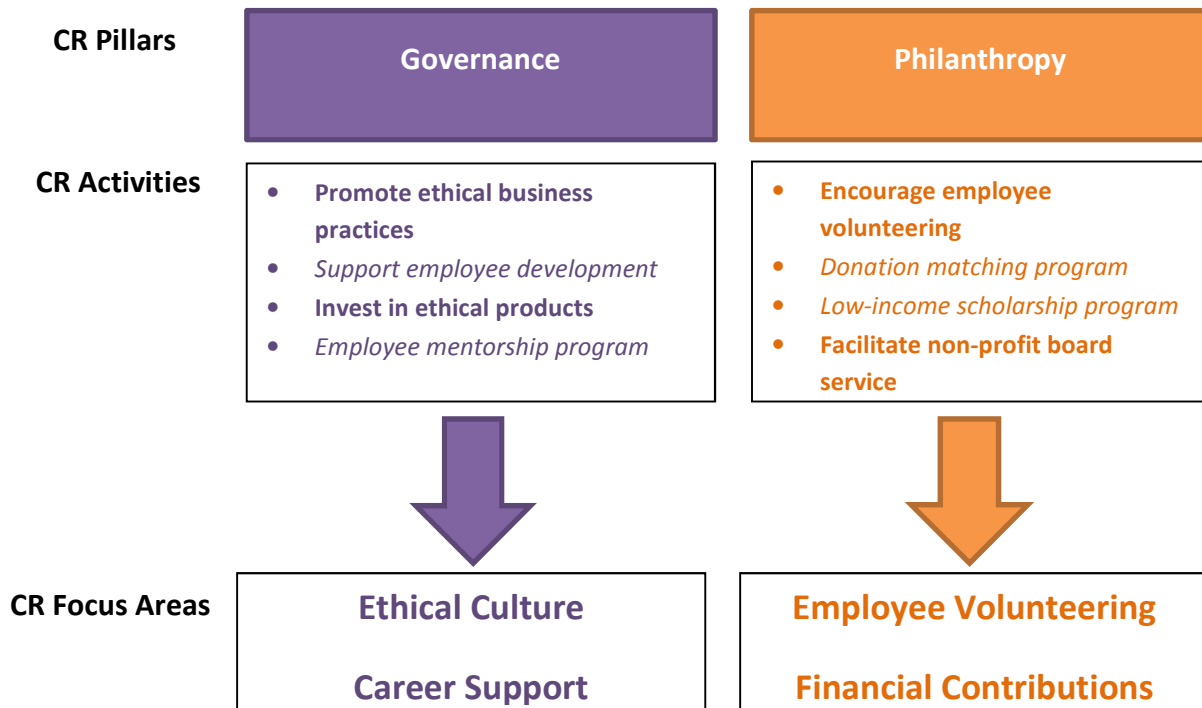 CR Pillars
Governance
Philanthropy
CR Activities
• Promote ethical business
practices
• Support employee development
• Invest in ethical products
• Employee mentorship program
• Encourage employee
volunteering
• Donation matching program
• Low-income scholarship program
• Facilitate non-profit board
service
CR Focus Areas
Ethical Culture
Career Support
Employee Volunteering
Financial Contributions